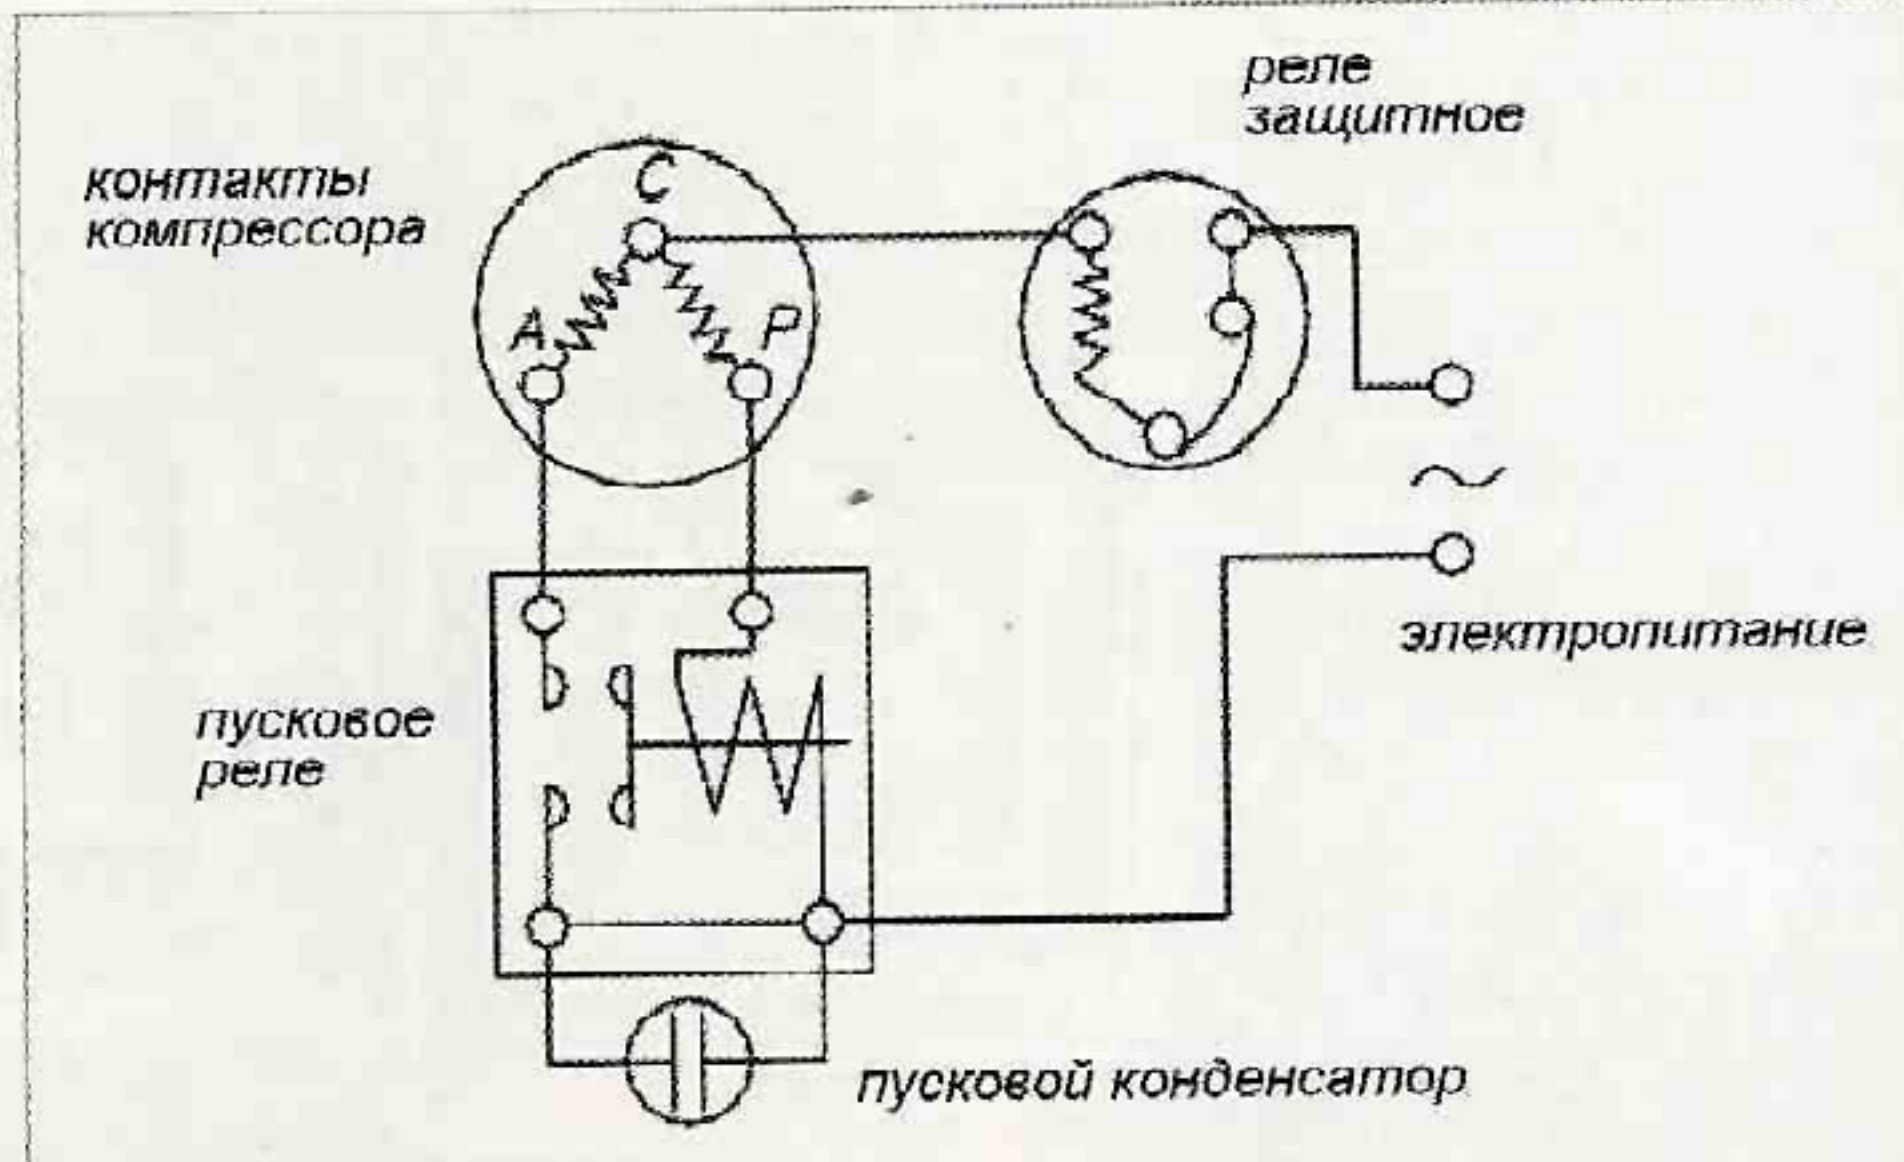 реле
защитное
контакты
компрессора
C
A
P
электропитание
пусковое
реле
пусковой конденсатор